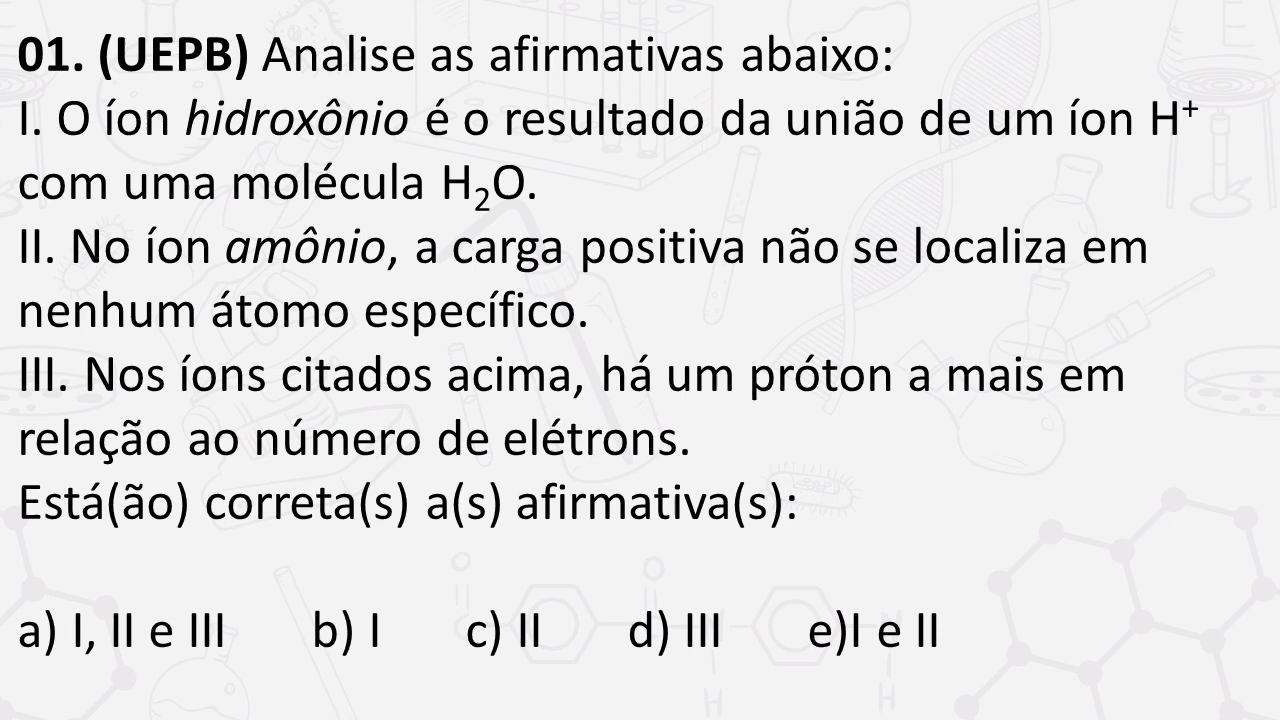 01. (UEPB) Analise as afirmativas abaixo:
I. O íon hidroxônio é o resultado da união de um íon H⁺
com uma molécula H₂O.
II. No íon amônio, a carga positiva não se localiza em
nenhum átomo específico.
III. Nos íons citados acima, há um próton a mais em
relação ao número de elétrons.
Está(ão) correta(s) a(s) afirmativa(s):
a) I, II e III b) I c) II d) III e)I e II